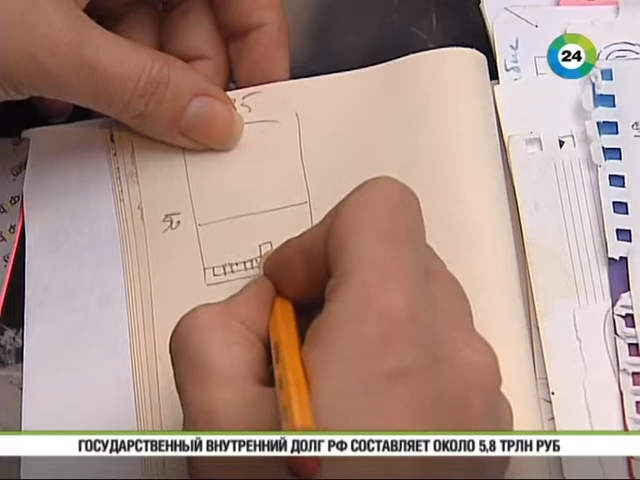 24
ГОСУДАРСТВЕННЫЙ ВНУТРЕННИЙ ДОЛГ РФ СОСТАВЛЯЕТ ОКОЛО 5,8 ТРЛН РУБ